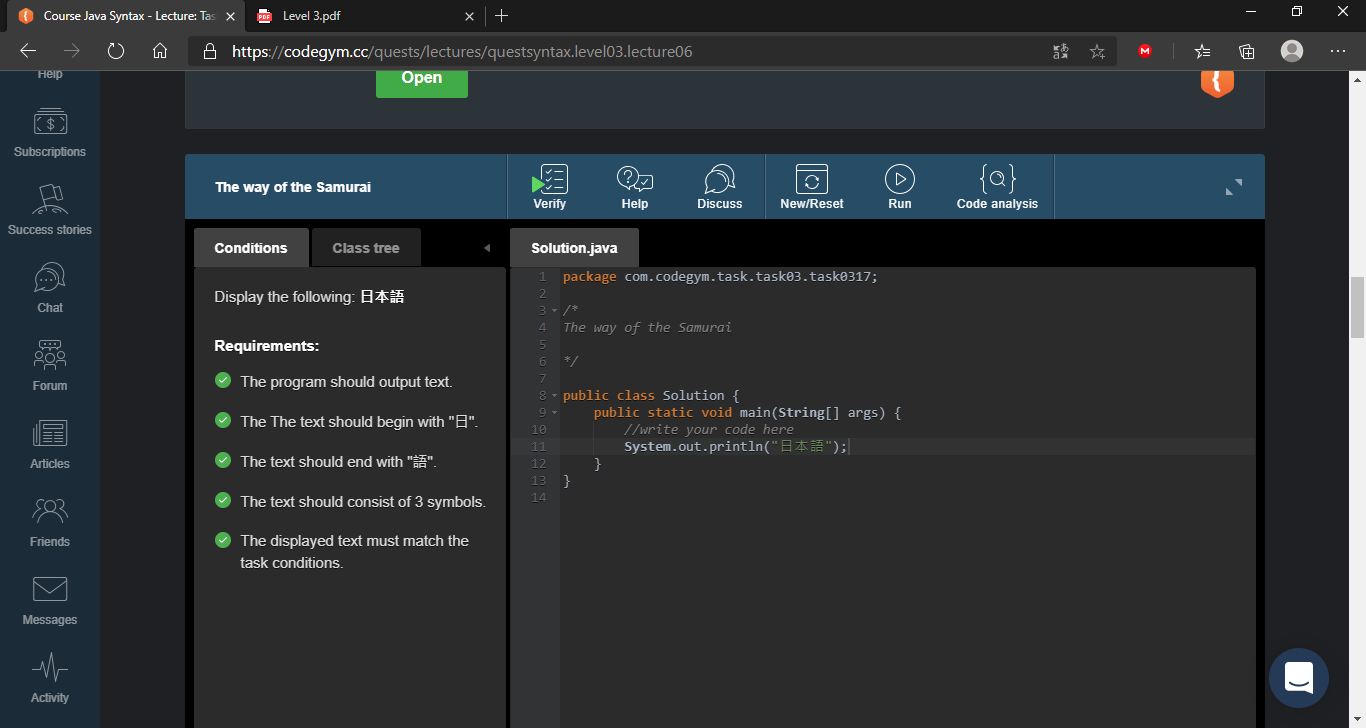 Course Java Syntax - Lecture: Tas
Level 3.pdf
https://codegym.cc/quests/lectures/questsyntax.level03.lecture06
Help
Subscriptions
Success stories
Chat
Forum
Articles
Friends
Messages
Activity
Open
The way of the Samurai
Verify
Help
Discuss
New/Reset
Run
Code analysis
Conditions
Class tree
Display the following: 日本語
Requirements:
The program should output text.
The The text should begin with "日".
The text should end with "語".
The text should consist of 3 symbols.
The displayed text must match the
task conditions.
Solution.java
1 package com.codegym.task.task03.task0317;
2
3 /*
4 The way of the Samurai
5
6 */
7
8 public class Solution {
9 public static void main(String[] args) {
10 //write your code here
11 System.out.println("日本語");
12 }
13 }
14